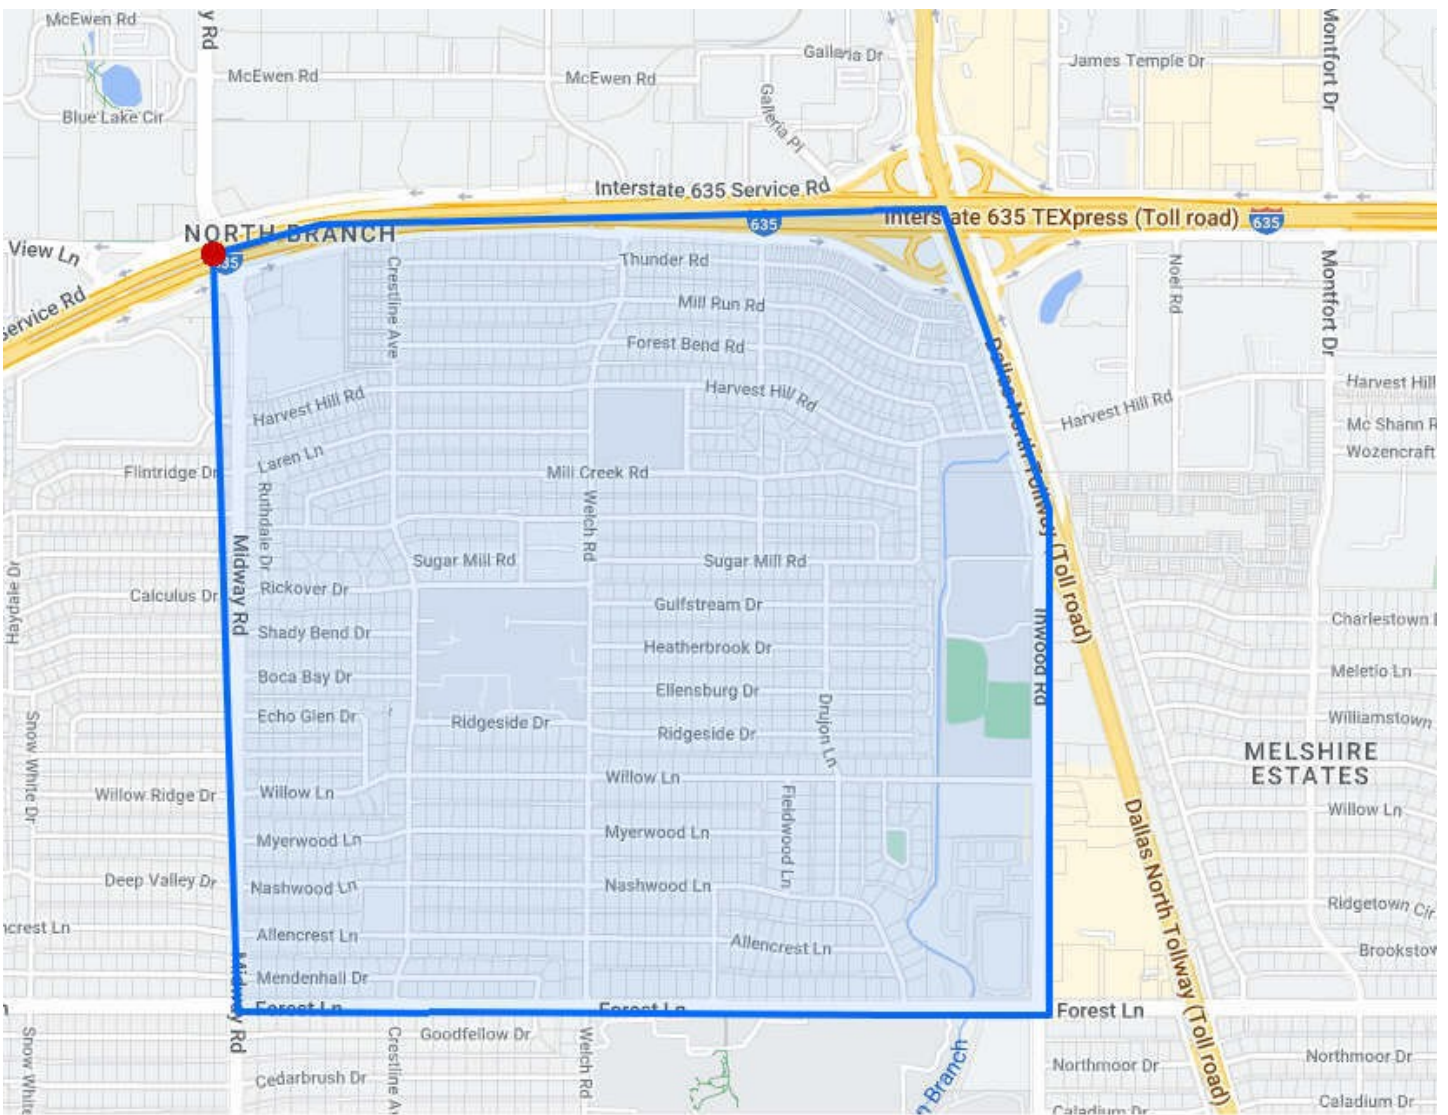 McEwen Rd
y Rd
McEwen Rd
McEwen Rd
Galleria Dr
James Temple Dr
Montfort Dr
Blue Lake Cir
Galleria Pl
Interstate 635 Service Rd
Interstate 635 TEXpress (Toll road)
635
635
NORTH BRANCH
View Ln
635
Service Rd
Crestline Ave
Thunder Rd
Noel Rd
Montfort Dr
Mill Run Rd
Forest Bend Rd
Dallas North Tollway (Toll road)
Harvest Hill Rd
Harvest Hill Rd
Harvest Hill Rd
Harvest Hill
Mc Shann R
Wozencraft
Laren Ln
Flintridge Dr
Mill Creek Rd
Ruthdale Dr
Welch Rd
Midway Rd
Sugar Mill Rd
Sugar Mill Rd
Haydale Dr
Calculus Dr
Rickover Dr
Gulfstream Dr
Inwood Rd
Charlestown
Shady Bend Dr
Heatherbrook Dr
Meletio Ln
Boca Bay Dr
Ellensburg Dr
Drujon Ln
Echo Glen Dr
Ridgeside Dr
Ridgeside Dr
Williamstown
Snow White Dr
MELSHIRE
ESTATES
Willow Ln
Willow Ridge Dr
Willow Ln
Fieldwood Ln
Willow Ln
Dallas North Tollway (Toll road)
Myerwood Ln
Myerwood Ln
Deep Valley Dr
Nashwood Ln
Nashwood Ln
Ridgetown Cir
ncrest Ln
Allencrest Ln
Allencrest Ln
Brookstow
Mendenhall Dr
Midway Rd
Forest Ln
Forest Ln
Forest Ln
Snow Whit
Crestline A
Goodfellow Dr
Welch Rd
n Branch
Northmoor Dr
Northmoor Dr
Cedarbrush Dr
Caladium Dr
Caladium Dr